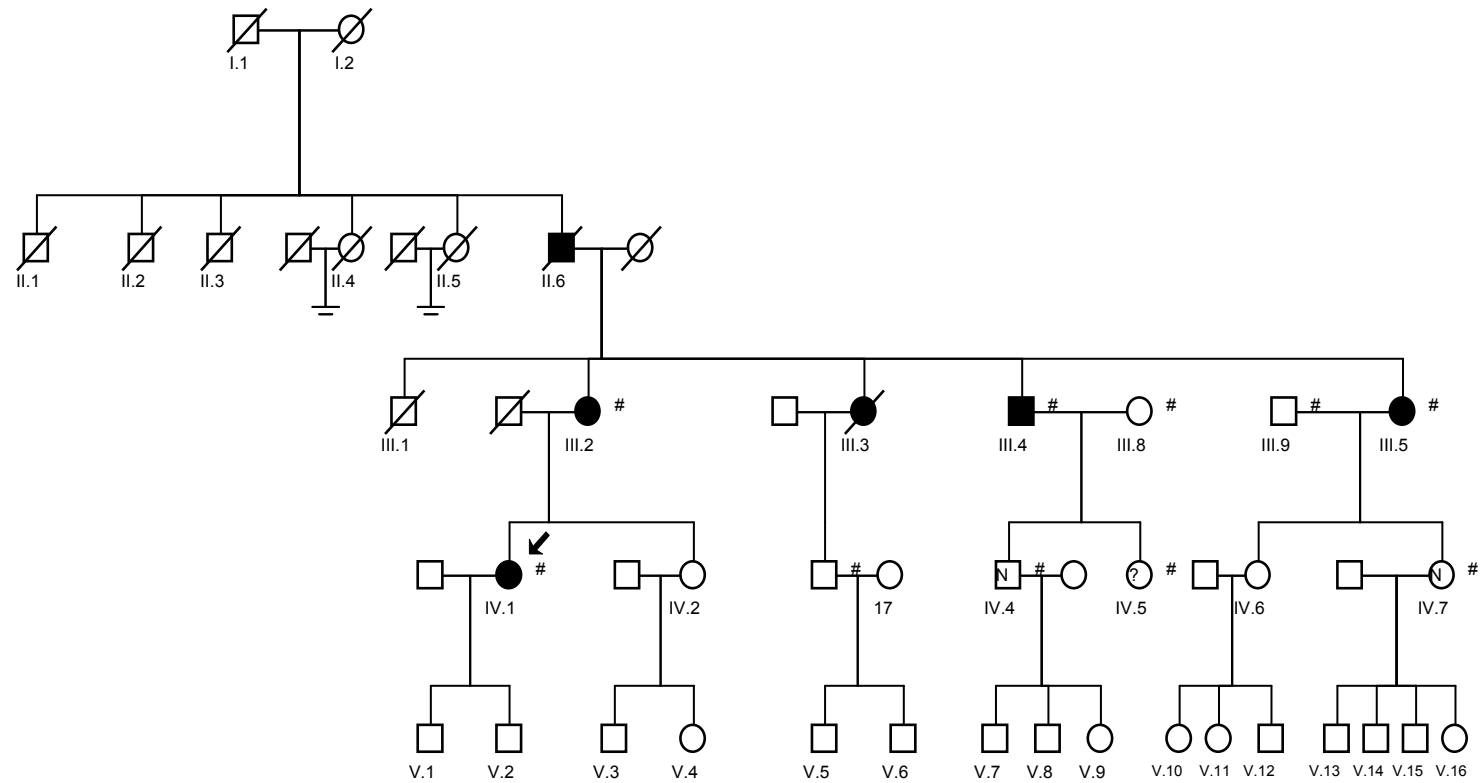 I.1 I.2
II.1 II.2 II.3 II.4 II.5 II.6
# # # # # #
III.1 III.2 III.3 III.4 III.8 III.9 III.5
# # N # ? # N #
IV.1 IV.2 17 IV.4 IV.5 IV.6 IV.7
V.1 V.2 V.3 V.4 V.5 V.6 V.7 V.8 V.9 V.10 V.11 V.12 V.13 V.14 V.15 V.16